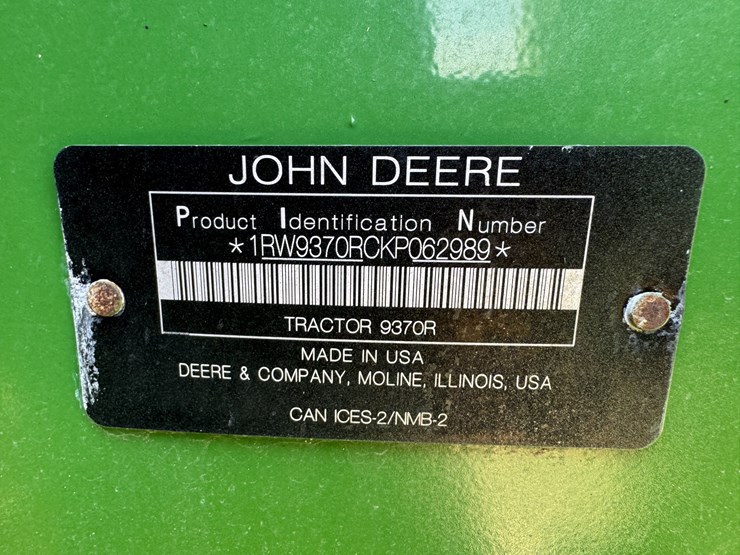 JOHN DEERE
Product Identification Number
*1RW9370RCKP062989*
TRACTOR 9370R
MADE IN USA
DEERE & COMPANY, MOLINE, ILLINOIS, USA
CAN ICES-2/NMB-2